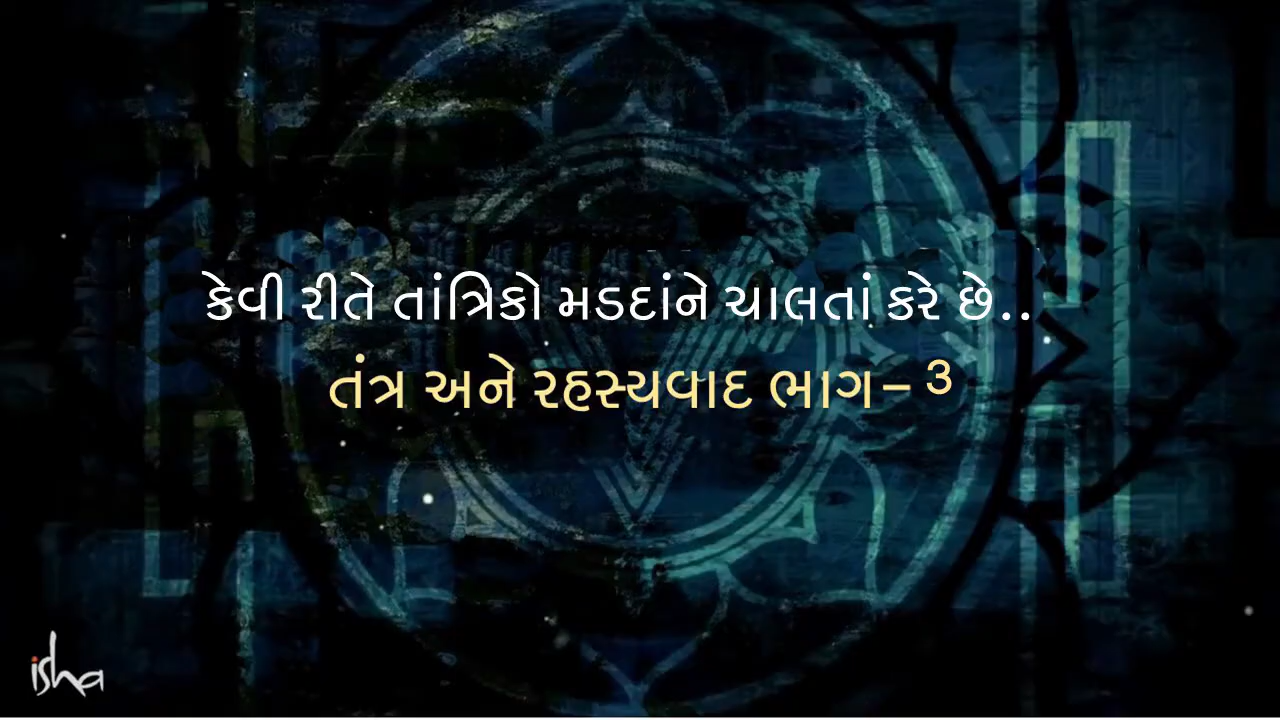 કેવી રીતે તાંત્રિકો મડદાંને ચાલતાં કરે છે..
તંત્ર અને રહસ્યવાદ ભાગ– ૩
isha